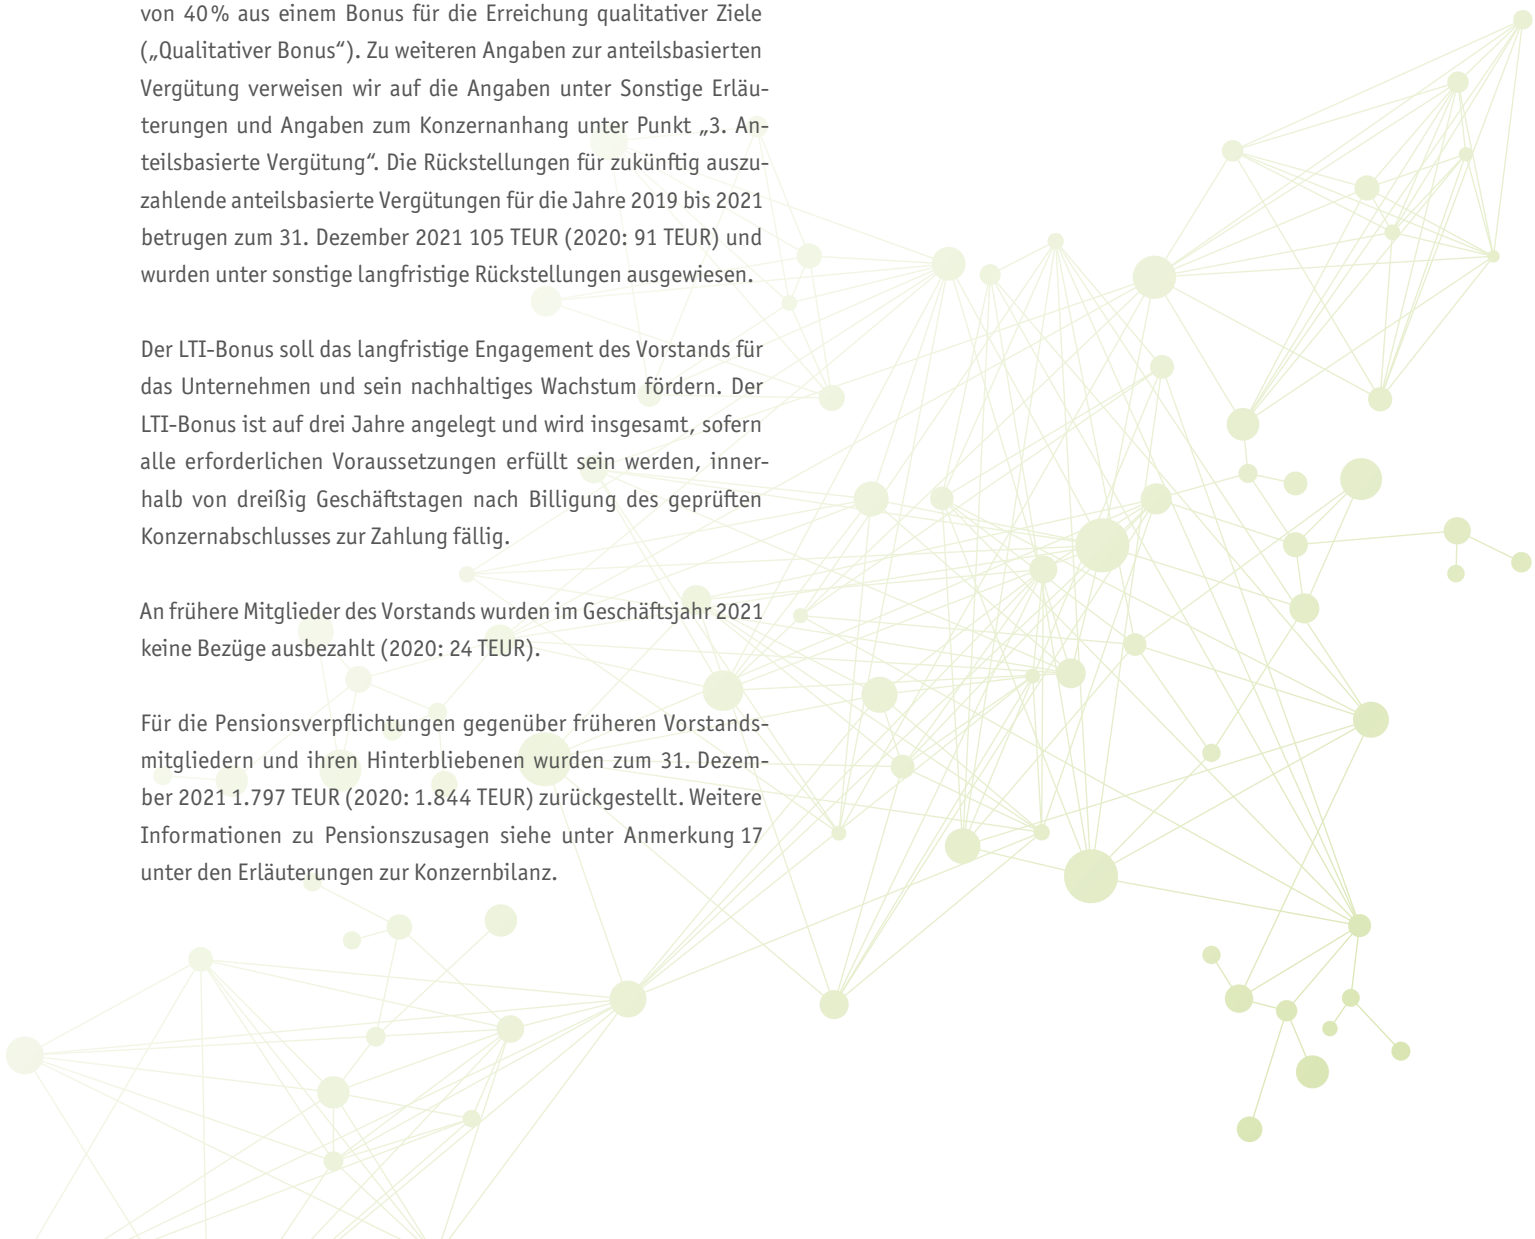 von 40% aus einem Bonus für die Erreichung qualitativer Ziele
(„Qualitativer Bonus“). Zu weiteren Angaben zur anteilsbasierten
Vergütung verweisen wir auf die Angaben unter Sonstige Erläu-
terungen und Angaben zum Konzernanhang unter Punkt „3. An-
teilsbasierte Vergütung“. Die Rückstellungen für zukünftig auszu-
zahlende anteilsbasierte Vergütungen für die Jahre 2019 bis 2021
betrugen zum 31. Dezember 2021 105 TEUR (2020: 91 TEUR) und
wurden unter sonstige langfristige Rückstellungen ausgewiesen.
Der LTI-Bonus soll das langfristige Engagement des Vorstands für
das Unternehmen und sein nachhaltiges Wachstum fördern. Der
LTI-Bonus ist auf drei Jahre angelegt und wird insgesamt, sofern
alle erforderlichen Voraussetzungen erfüllt sein werden, inner-
halb von dreißig Geschäftstagen nach Billigung des geprüften
Konzernabschlusses zur Zahlung fällig.
An frühere Mitglieder des Vorstands wurden im Geschäftsjahr 2021
keine Bezüge ausbezahlt (2020: 24 TEUR).
Für die Pensionsverpflichtungen gegenüber früheren Vorstands-
mitgliedern und ihren Hinterbliebenen wurden zum 31. Dezem-
ber 2021 1.797 TEUR (2020: 1.844 TEUR) zurückgestellt. Weitere
Informationen zu Pensionszusagen siehe unter Anmerkung 17
unter den Erläuterungen zur Konzernbilanz.